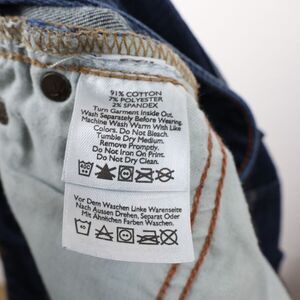 91% COTTON
7% POLYESTER
2% SPANDEX
Turn Garment Inside Out.
Wash Separately Before Wearing
Machine Wash Warm With Like
Colors. Do Not Bleach.
Tumble Dry Medium.
Remove Promptly.
Do Not Iron On Print.
Do Not Dry Clean.
Vor Dem Waschen Linke Warenseite
Nach Aussen Drehen, Separat Oder
Mit Ähnlichen Farben Waschen.
40